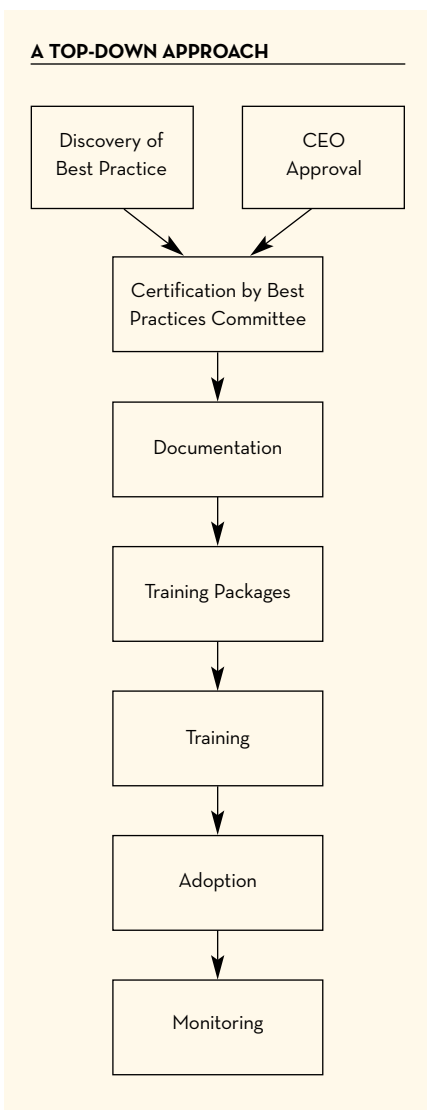 A TOP-DOWN APPROACH
Discovery of
Best Practice
CEO
Approval
Certification by Best
Practices Committee
Documentation
Training Packages
Training
Adoption
Monitoring